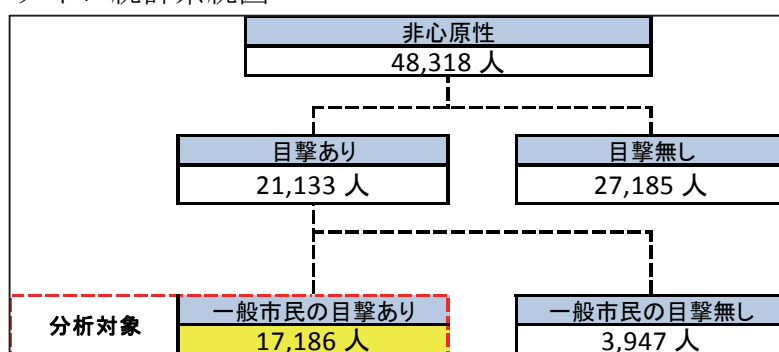 非心原性
48,318 人
目撃あり
目撃無し
21,133 人
27,185 人
一般市民の目撃あり
一般市民の目撃無し
分析対象
17,186 人
3,947 人